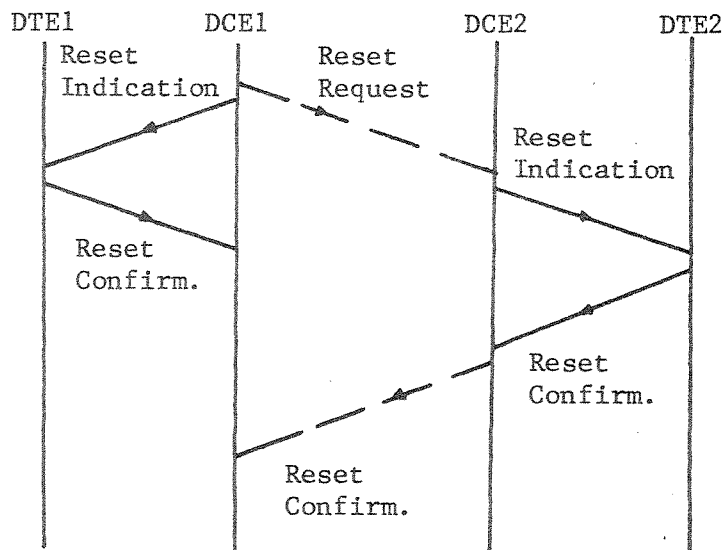 DTE1 DCE1 DCE2 DTE2
Reset
Indication
Reset
Request
Reset
Indication
Reset
Confirm.
Reset
Confirm.
Reset
Confirm.